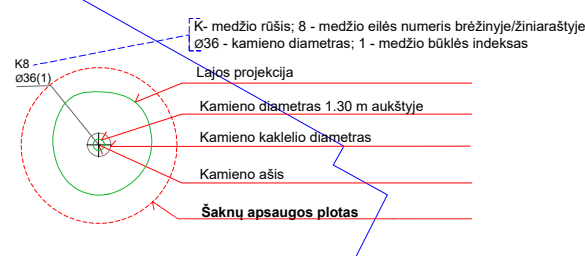 K- medžio rūšis; 8 - medžio eilės numeris brėžinyje/žiniaraštyje
Ø36 - kamieno diametras; 1 - medžio būklės indeksas
K8
Ø36(1)
Lajos projekcija
Kamieno diametras 1.30 m aukštyje
Kamieno kaklelio diametras
Kamieno ašis
Šaknų apsaugos plotas